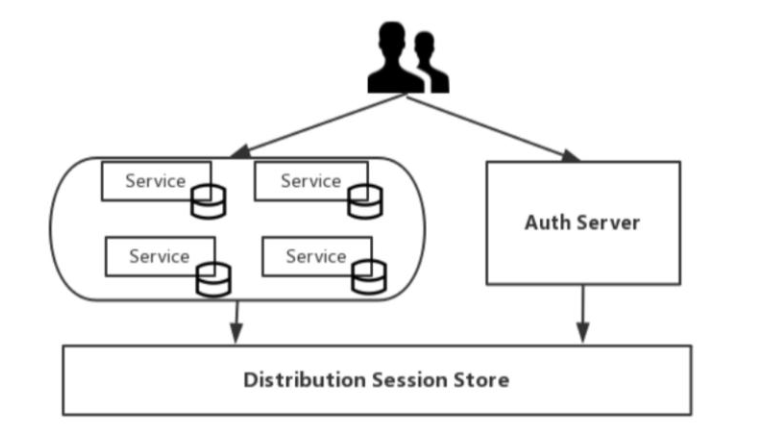 Service
Service
Auth Server
Service
Service
Distribution Session Store